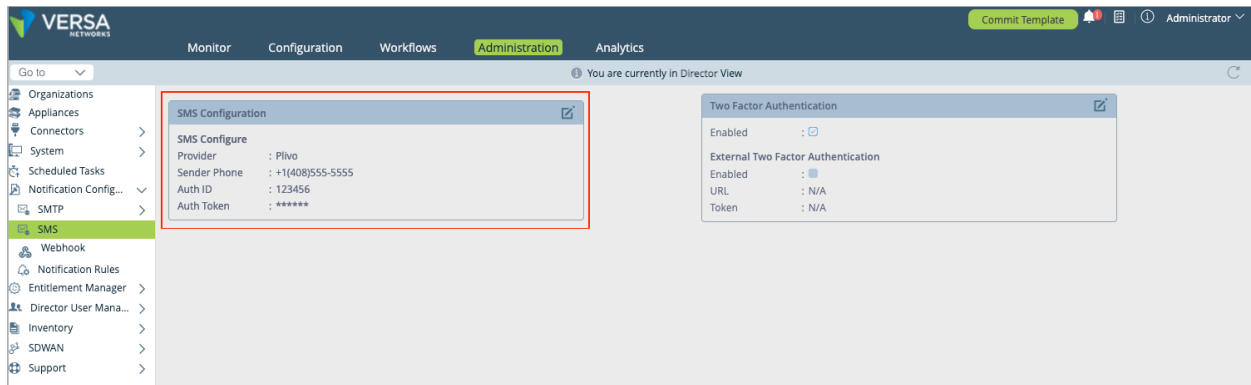 VERSA
NETWORKS
Commit Template
1
Administrator
Monitor Configuration Workflows Administration Analytics
Go to
You are currently in Director View
Organizations
Appliances
Connectors
System
Scheduled Tasks
Notification Config...
SMTP
SMS
Webhook
Notification Rules
Entitlement Manager
Director User Mana...
Inventory
SDWAN
Support
SMS Configuration
SMS Configure
Provider : Plivo
Sender Phone : +1(408)555-5555
Auth ID : 123456
Auth Token : ******
Two Factor Authentication
Enabled :
External Two Factor Authentication
Enabled :
URL : N/A
Token : N/A